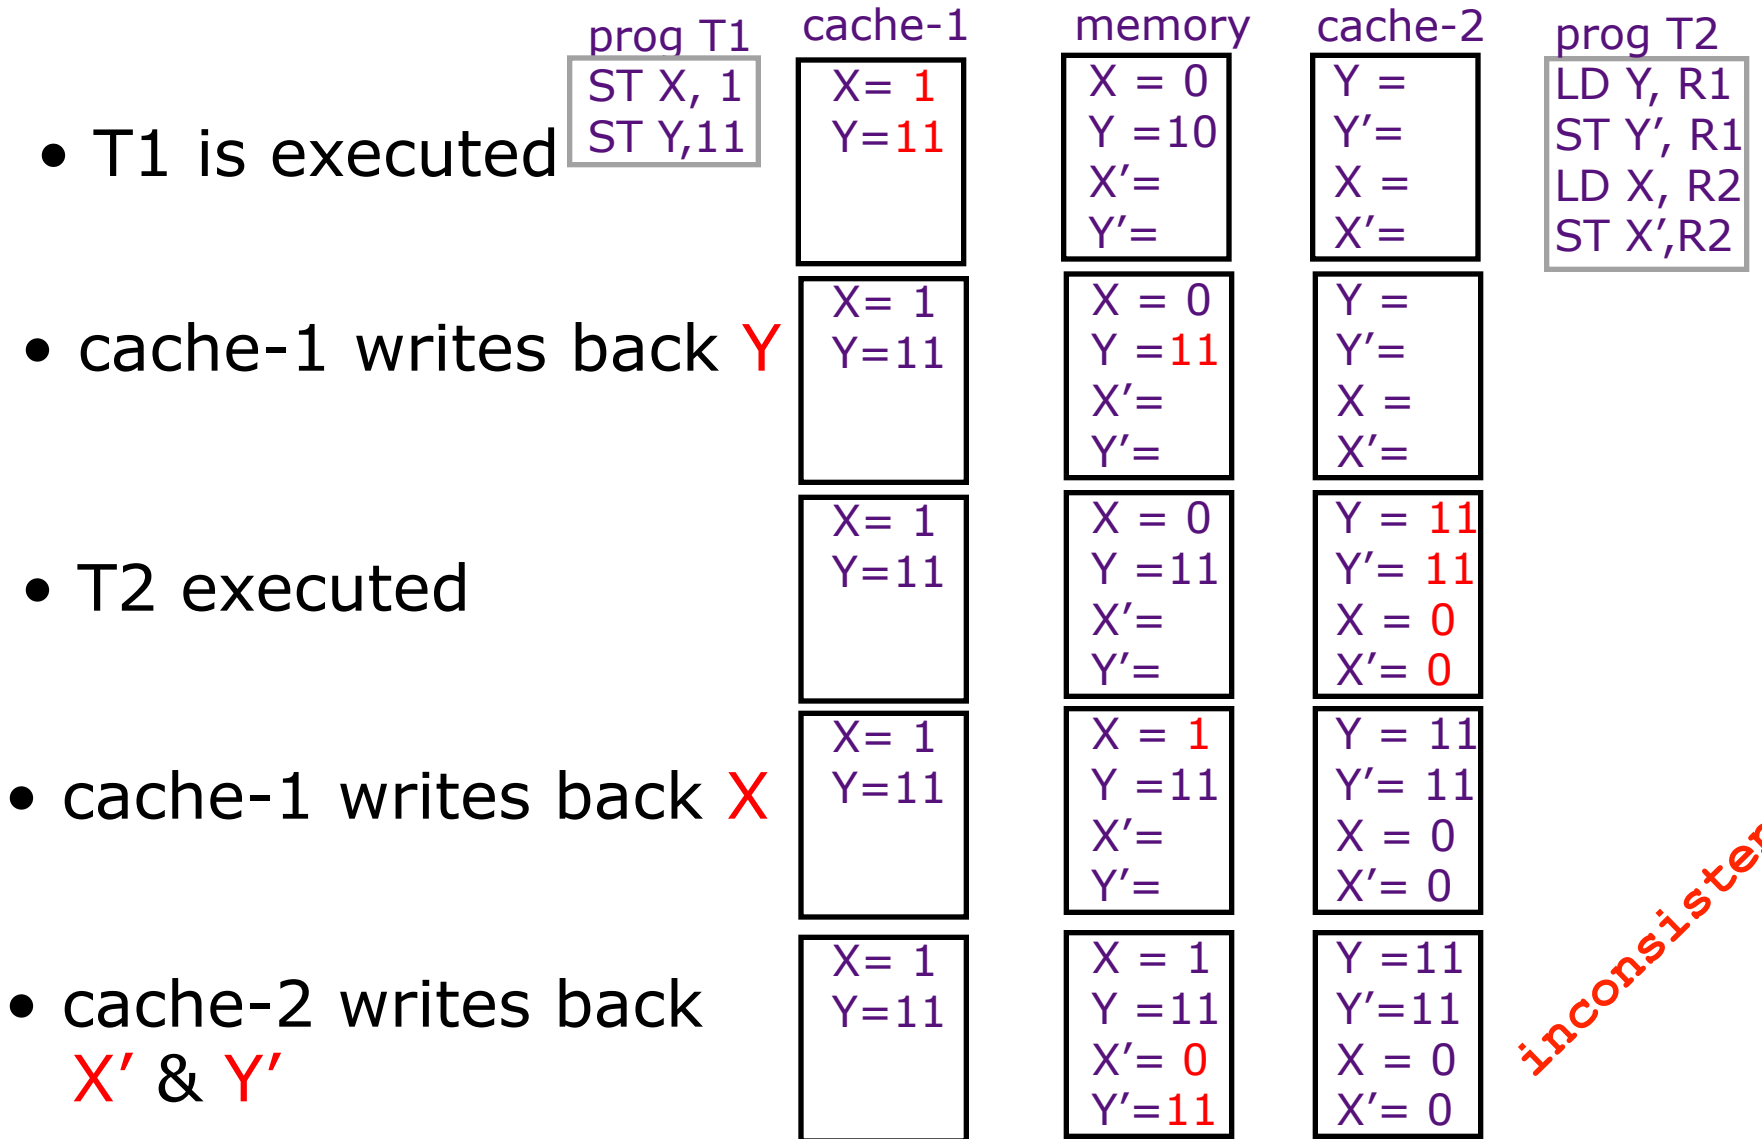 prog T1 cache-1 memory cache-2 prog T2
• T1 is executed
ST X, 1
ST Y,11
X= 1
Y=11
X = 0
Y =10
X’=
Y’=
Y =
Y’=
X =
X’=
LD Y, R1
ST Y’, R1
LD X, R2
ST X’,R2
• cache-1 writes back Y
X= 1
Y=11
X = 0
Y =11
X’=
Y’=
Y =
Y’=
X =
X’=
• T2 executed
X= 1
Y=11
X = 0
Y =11
X’=
Y’=
Y = 11
Y’= 11
X = 0
X’= 0
• cache-1 writes back X
X= 1
Y=11
X = 1
Y =11
X’=
Y’=
Y = 11
Y’= 11
X = 0
X’= 0
• cache-2 writes back
X’ & Y’
X= 1
Y=11
X = 1
Y =11
X’= 0
Y’=11
Y =11
Y’=11
X = 0
X’= 0